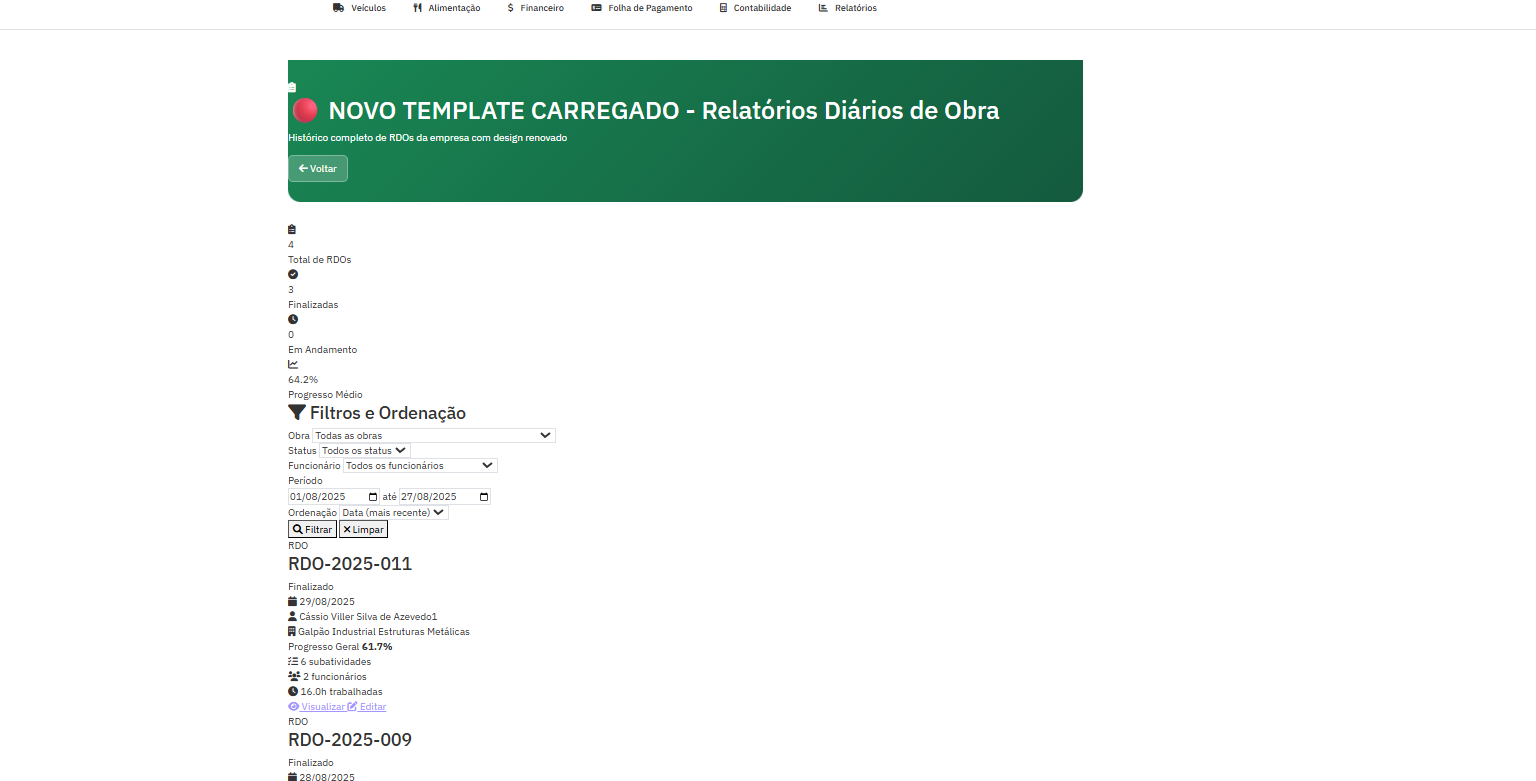 Veículos Alimentação $ Financeiro Folha de Pagamento Contabilidade Relatórios
NOVO TEMPLATE CARREGADO - Relatórios Diários de Obra
Histórico completo de RDOs da empresa com design renovado
Voltar
4
Total de RDOs
3
Finalizadas
0
Em Andamento
64.2%
Progresso Médio
Filtros e Ordenação
Obra Todas as obras
Status Todos os status
Funcionário Todos os funcionários
Período
01/08/2025 até 27/08/2025
Ordenação Data (mais recente)
Filtrar Limpar
RDO
RDO-2025-011
Finalizado
29/08/2025
Cássio Viller Silva de Azevedo1
Galpão Industrial Estruturas Metálicas
Progresso Geral 61.7%
6 subatividades
2 funcionários
16.0h trabalhadas
Visualizar Editar
RDO
RDO-2025-009
Finalizado
28/08/2025